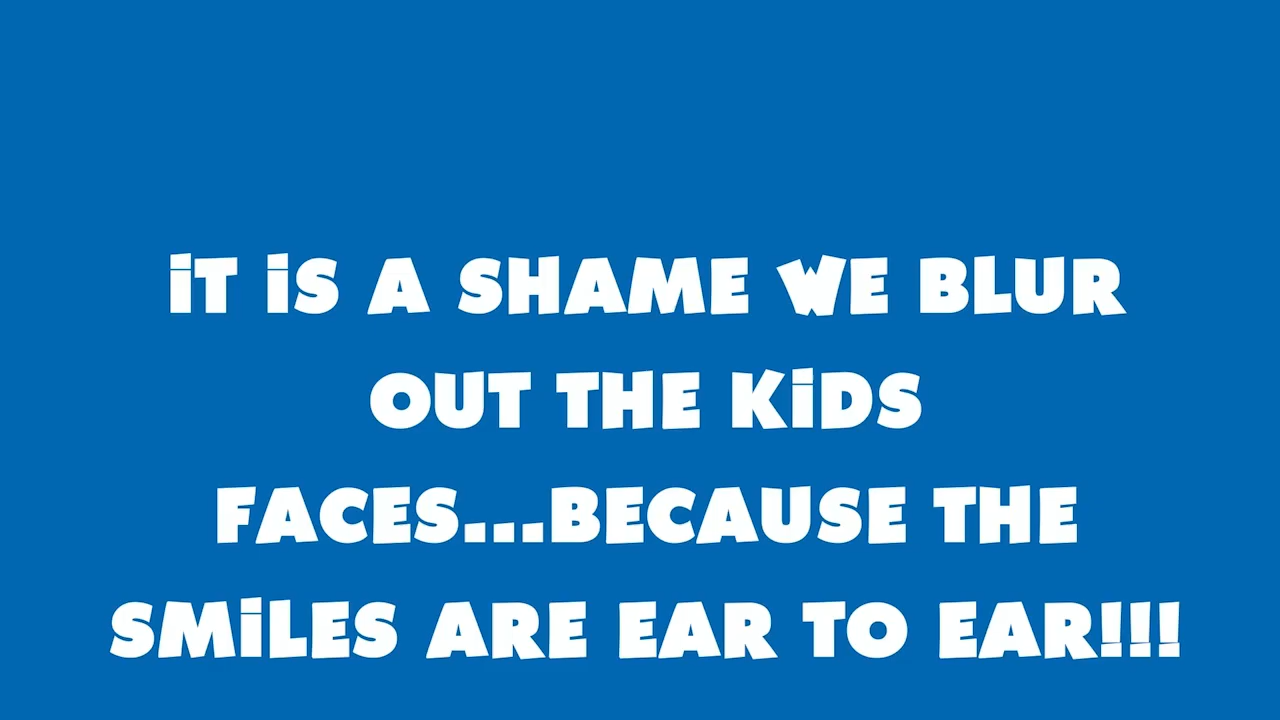 iT iS A SHAME WE BLUR
OUT THE KiDS
FACES...BECAUSE THE
SMiLES ARE EAR TO EAR!!!